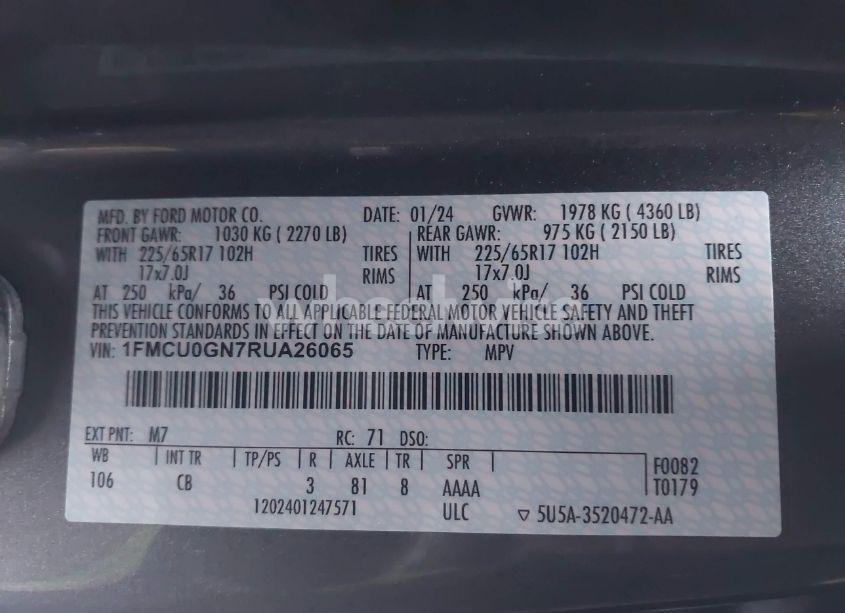 MFD. BY FORD MOTOR CO. DATE: 01/24 GVWR: 1978 KG ( 4360 LB)
FRONT GAWR: 1030 KG ( 2270 LB) REAR GAWR: 975 KG ( 2150 LB)
WITH 225/65R17 102H TIRES WITH 225/65R17 102H TIRES
17x7.0J RIMS 17x7.0J RIMS
AT 250 kPa/ 36 PSI COLD AT 250 kPa/ 36 PSI COLD
THIS VEHICLE CONFORMS TO ALL APPLICABLE FEDERAL MOTOR VEHICLE SAFETY AND THEFT
PREVENTION STANDARDS IN EFFECT ON THE DATE OF MANUFACTURE SHOWN ABOVE.
VIN: 1FMCU0GN7RUA26065 TYPE: MPV
EXT PNT: M7 RC: 71 DSO:
WB INT TR TP/PS R AXLE TR SPR F0082
106 CB 3 81 8 AAAA T0179
1202401247571 ULC ▽ 5U5A-3520472-AA